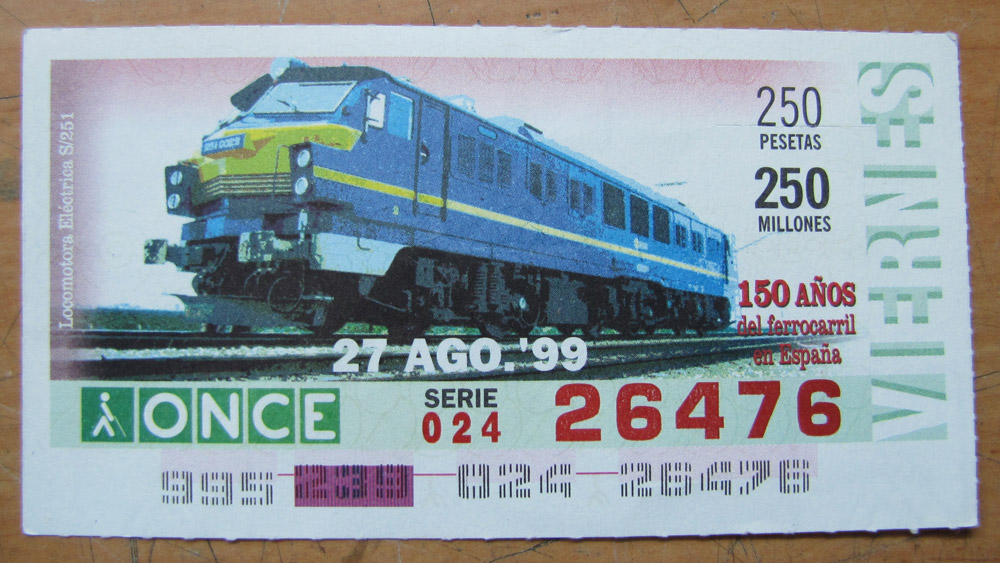 Locomotora Eléctrica S/251
250
PESETAS
250
MILLONES
VIERNES
150 AÑOS
del ferrocarril
en España
27 AGO. '99
ONCE
SERIE
024
26476
995 239 024 26476